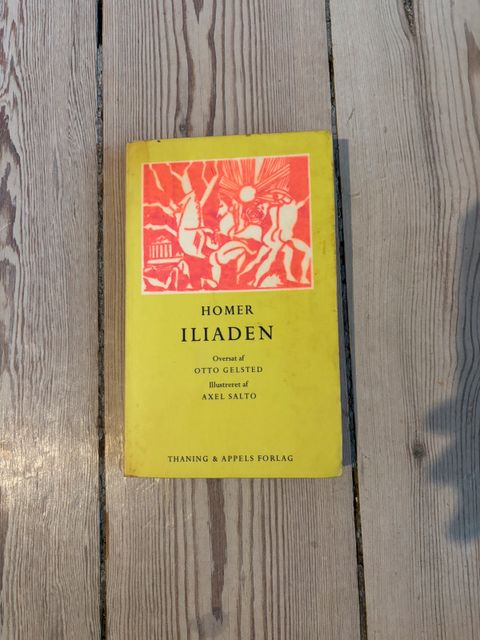 HOMER
ILIADEN
Oversat af
OTTO GELSTED
Illustreret af
AXEL SALTO
THANING & APPELS FORLAG